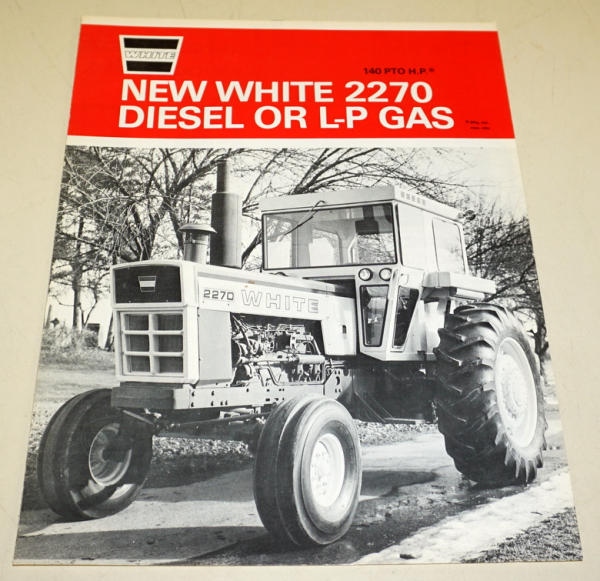 WHITE
140 PTO H.P.
NEW WHITE 2270
DIESEL OR L-P GAS
2270 WHITE